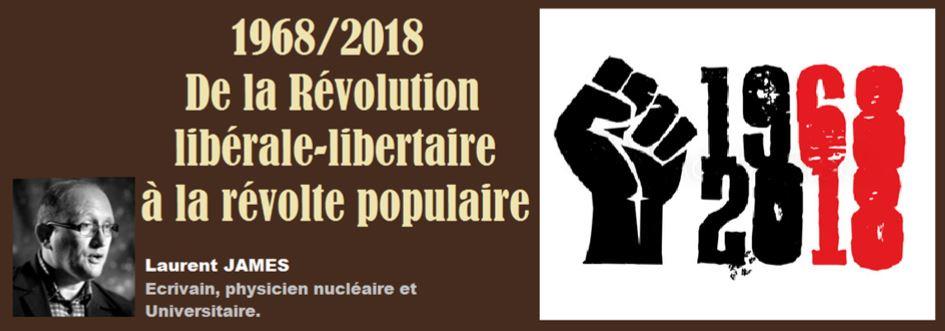 1968/2018
De la Révolution
libérale-libertaire
à la révolte populaire
Laurent JAMES
Ecrivain, physicien nucléaire et
Universitaire.
1968
2018